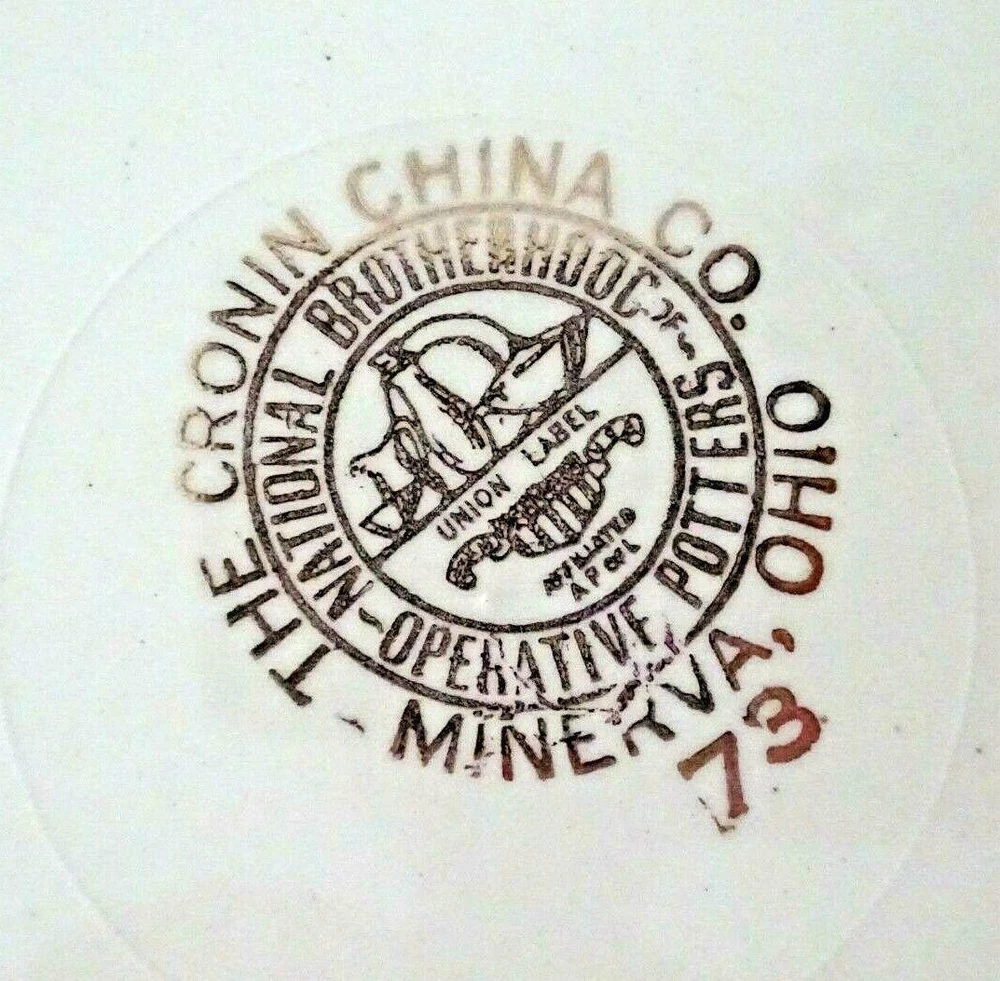 THE CRONIN CHINA CO.
- MINERVA, OHIO
NATIONAL BROTHERHOOD OF
-OPERATIVE POTTERS
UNION LABEL
AFFILIATED
A F OF L
73